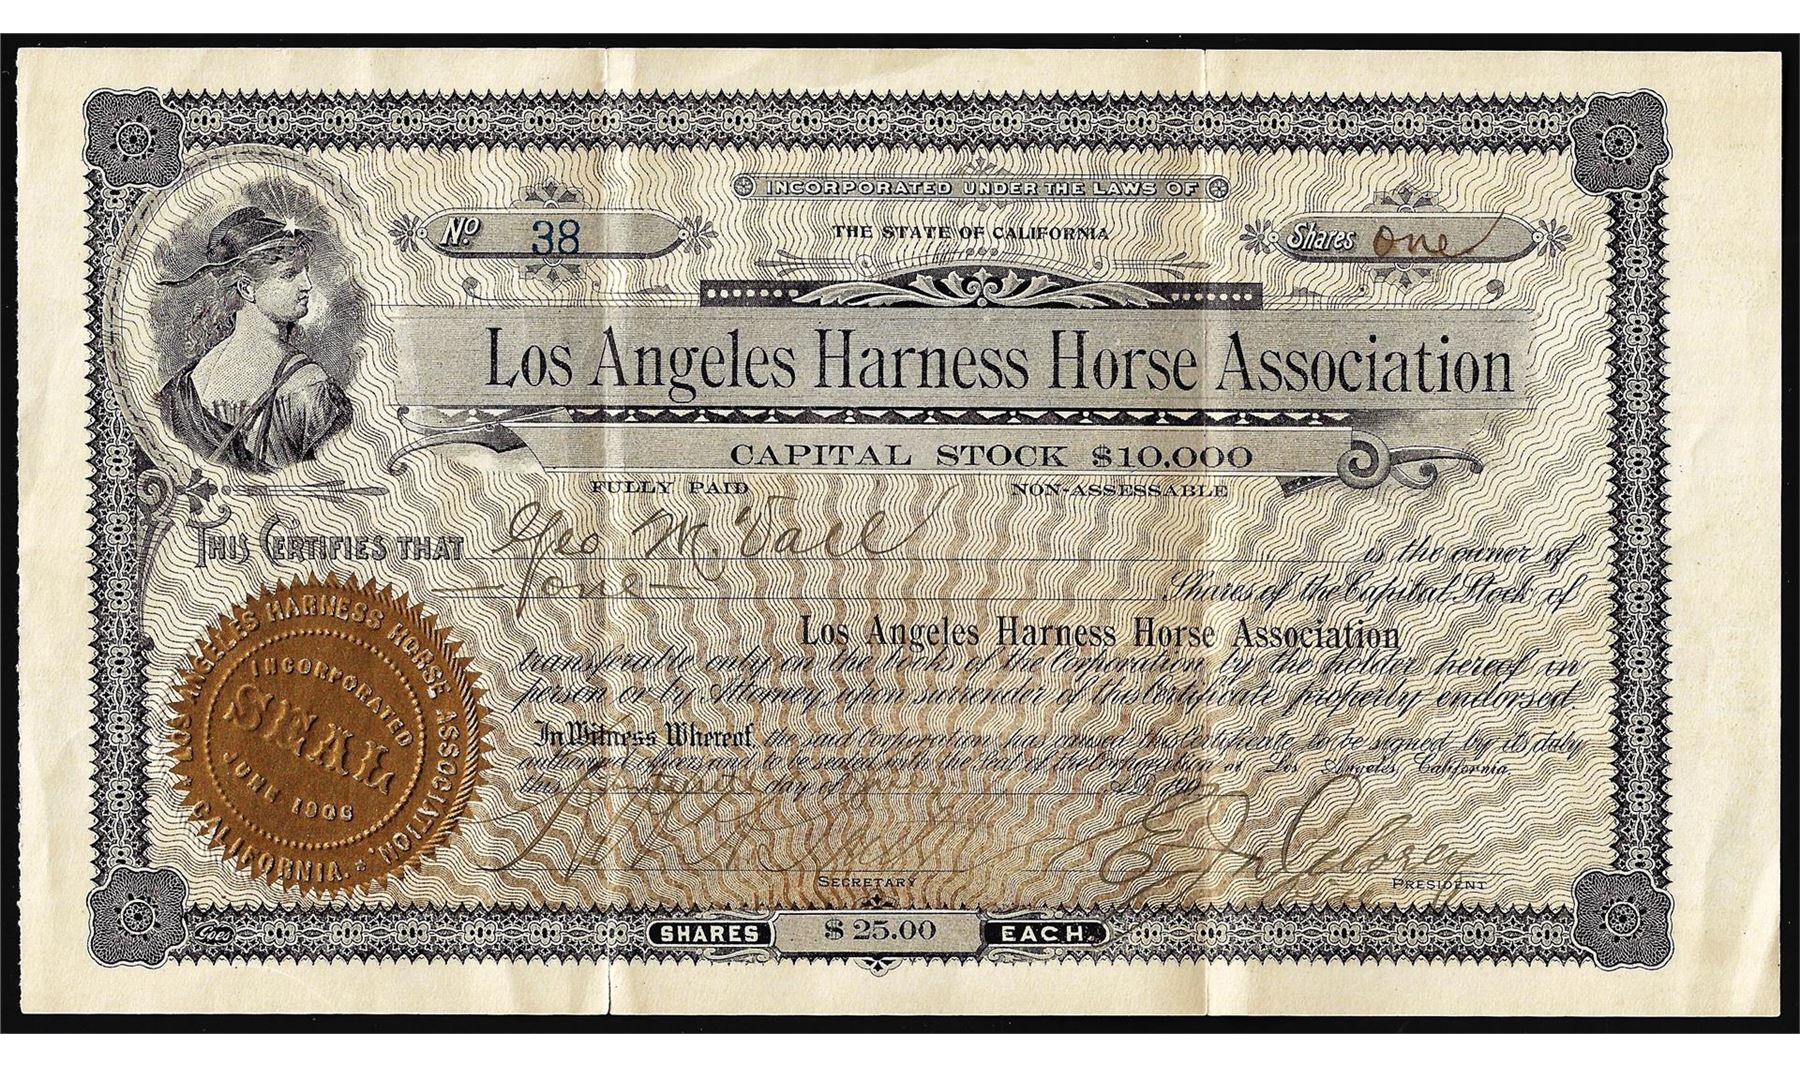 INCORPORATED UNDER THE LAWS OF
THE STATE OF CALIFORNIA
No. 38
Shares one
Los Angeles Harness Horse Association
CAPITAL STOCK $10,000
FULLY PAID NON-ASSESSABLE
THIS CERTIFIES THAT Geo M. Vail is the owner of
one Shares of the Capital Stock of
Los Angeles Harness Horse Association
transferable only on the books of the Corporation by the holder hereof in
person or by Attorney, upon surrender of this Certificate properly endorsed.
In Witness Whereof, the said Corporation has caused this Certificate to be signed by its duly
authorized officers and to be sealed with the Seal of the Corporation at Los Angeles, California
this day of 190
SECRETARY
PRESIDENT
LOS ANGELES HARNESS HORSE ASSOCIATION.
CALIFORNIA.
INCORPORATED
SEAL
JUNE 1906
Goes
SHARES $25.00 EACH.